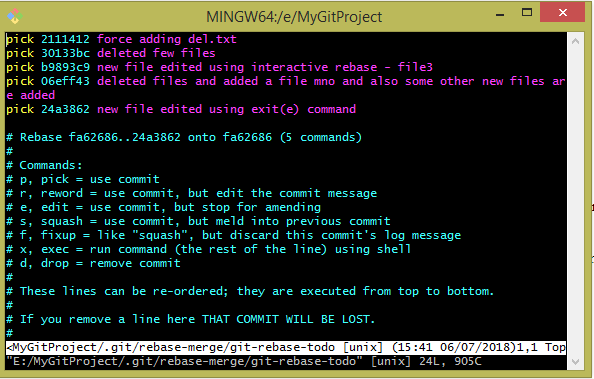 MINGW64:/e/MyGitProject
pick 2111412 force adding del.txt
pick 30133bc deleted few files
pick b9893c9 new file edited using interactive rebase - file3
pick 06eff43 deleted files and added a file mno and also some other new files ar
e added
pick 24a3862 new file edited using exit(e) command
# Rebase fa62686..24a3862 onto fa62686 (5 commands)
#
# Commands:
# p, pick = use commit
# r, reword = use commit, but edit the commit message
# e, edit = use commit, but stop for amending
# s, squash = use commit, but meld into previous commit
# f, fixup = like "squash", but discard this commit's log message
# x, exec = run command (the rest of the line) using shell
# d, drop = remove commit
#
# These lines can be re-ordered; they are executed from top to bottom.
#
# If you remove a line here THAT COMMIT WILL BE LOST.
#
<MyGitProject/.git/rebase-merge/git-rebase-todo [unix] (15:41 06/07/2018)1,1 Top
"E:/MyGitProject/.git/rebase-merge/git-rebase-todo" [unix] 24L, 905C